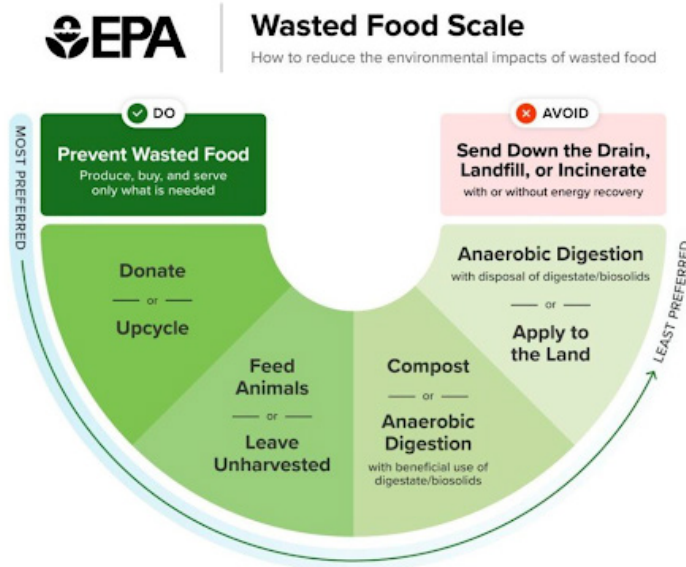 EPA
Wasted Food Scale
How to reduce the environmental impacts of wasted food
DO
Prevent Wasted Food
Produce, buy, and serve
only what is needed
AVOID
Send Down the Drain,
Landfill, or Incinerate
with or without energy recovery
MOST PREFERRED
Donate
or
Upcycle
Feed
Animals
or
Leave
Unharvested
Compost
or
Anaerobic
Digestion
with beneficial use of
digestate/biosolids
Anaerobic Digestion
with disposal of digestate/biosolids
or
Apply to
the Land
LEAST PREFERRED